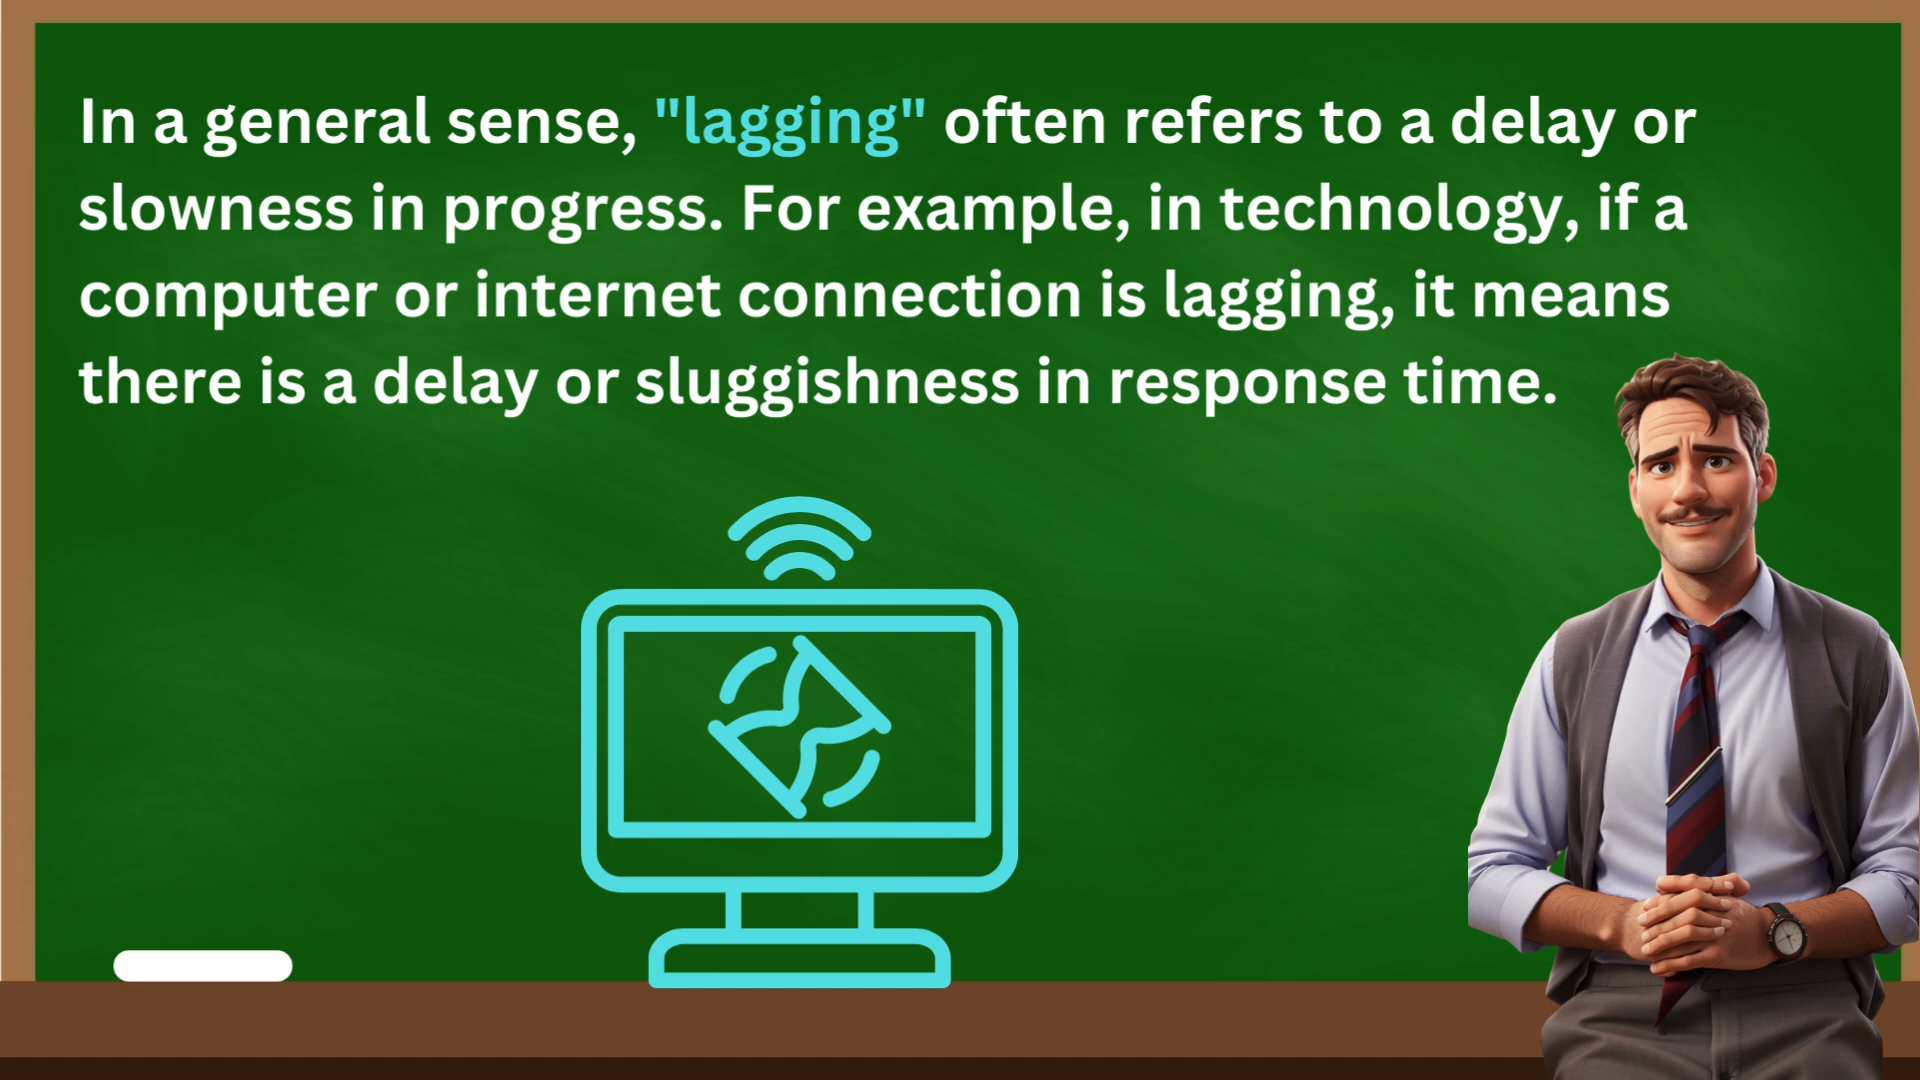 In a general sense, "lagging" often refers to a delay or
slowness in progress. For example, in technology, if a
computer or internet connection is lagging, it means
there is a delay or sluggishness in response time.